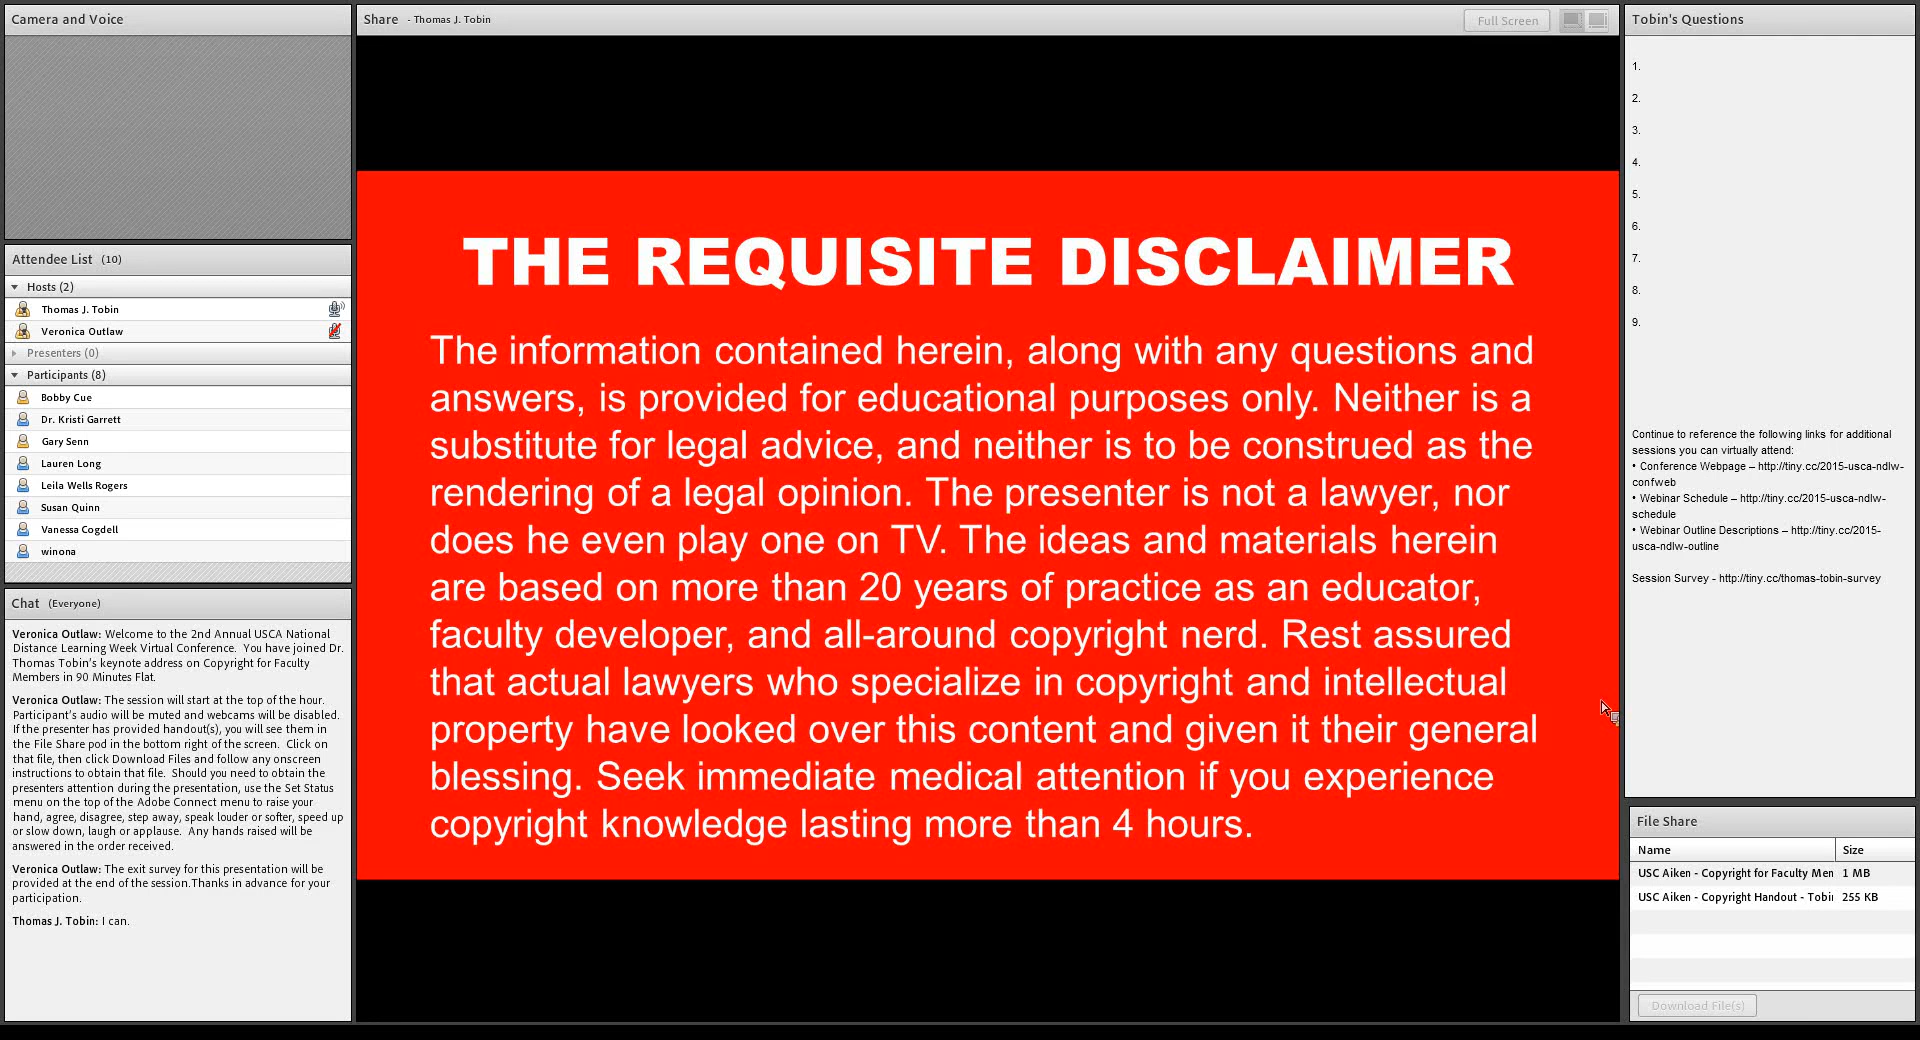 Camera and Voice
Attendee List (10)
Hosts (2)
Thomas J. Tobin
Veronica Outlaw
Presenters (0)
Participants (8)
Bobby Cue
Dr. Kristi Garrett
Gary Senn
Lauren Long
Leila Wells Rogers
Susan Quinn
Vanessa Cogdell
winona
Chat (Everyone)
Veronica Outlaw: Welcome to the 2nd Annual USCA National
Distance Learning Week Virtual Conference. You have joined Dr.
Thomas Tobin's keynote address on Copyright for Faculty
Members in 90 Minutes Flat.
Veronica Outlaw: The session will start at the top of the hour.
Participant's audio will be muted and webcams will be disabled.
If the presenter has provided handout(s), you will see them in
the File Share pod in the bottom right of the screen. Click on
that file, then click Download Files and follow any onscreen
instructions to obtain that file. Should you need to obtain the
presenters attention during the presentation, use the Set Status
menu on the top of the Adobe Connect menu to raise your
hand, agree, disagree, step away, speak louder or softer, speed up
or slow down, laugh or applause. Any hands raised will be
answered in the order received.
Veronica Outlaw: The exit survey for this presentation will be
provided at the end of the session.Thanks in advance for your
participation.
Thomas J. Tobin: I can.
Share - Thomas J. Tobin
Full Screen
THE REQUISITE DISCLAIMER
The information contained herein, along with any questions and
answers, is provided for educational purposes only. Neither is a
substitute for legal advice, and neither is to be construed as the
rendering of a legal opinion. The presenter is not a lawyer, nor
does he even play one on TV. The ideas and materials herein
are based on more than 20 years of practice as an educator,
faculty developer, and all-around copyright nerd. Rest assured
that actual lawyers who specialize in copyright and intellectual
property have looked over this content and given it their general
blessing. Seek immediate medical attention if you experience
copyright knowledge lasting more than 4 hours.
Tobin's Questions
1.
2.
3.
4.
5.
6.
7.
8.
9.
Continue to reference the following links for additional
sessions you can virtually attend:
• Conference Webpage – http://tiny.cc/2015-usca-ndlw-
confweb
• Webinar Schedule – http://tiny.cc/2015-usca-ndlw-
schedule
• Webinar Outline Descriptions – http://tiny.cc/2015-
usca-ndlw-outline
Session Survey - http://tiny.cc/thomas-tobin-survey
File Share
Name Size
USC Aiken - Copyright for Faculty Men 1 MB
USC Aiken - Copyright Handout - Tobi 255 KB
Download File(s)